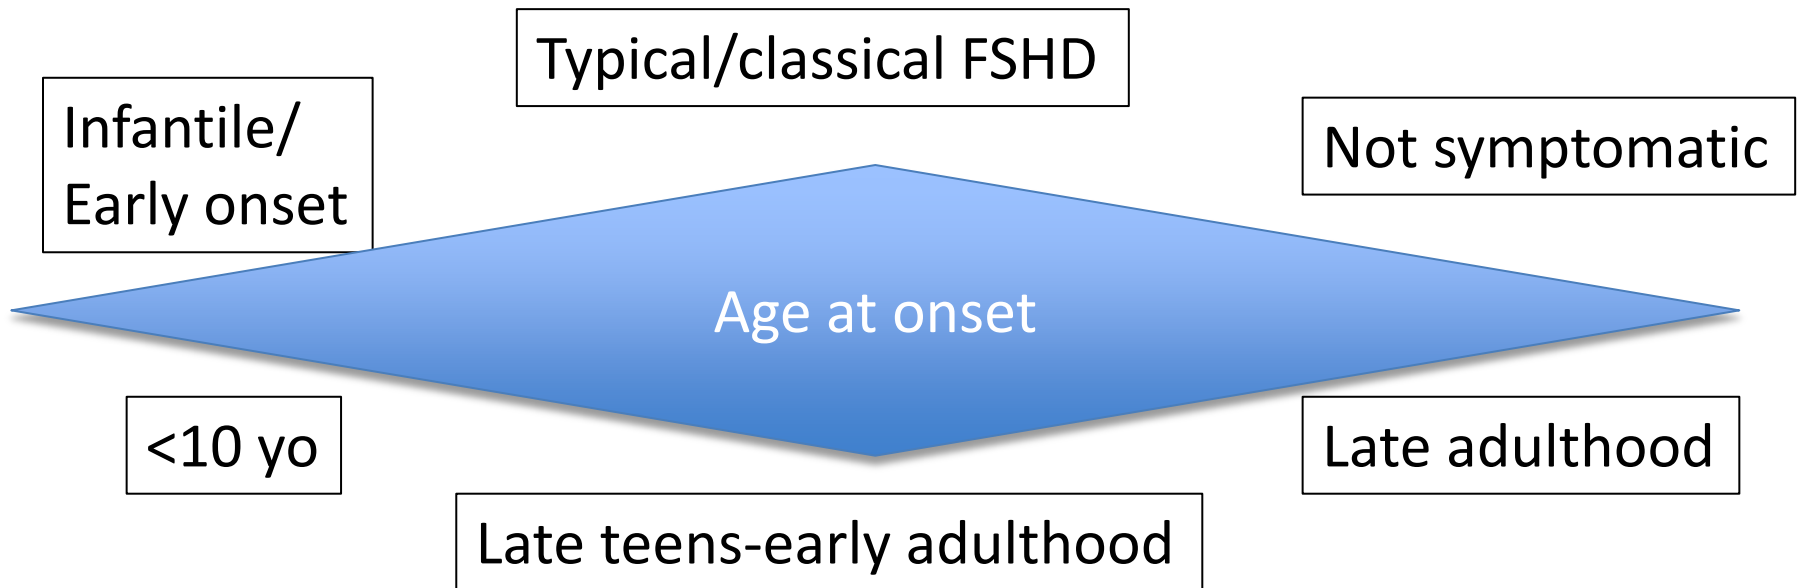 Typical/classical FSHD
Infantile/
Early onset
Not symptomatic
Age at onset
<10 yo
Late adulthood
Late teens-early adulthood